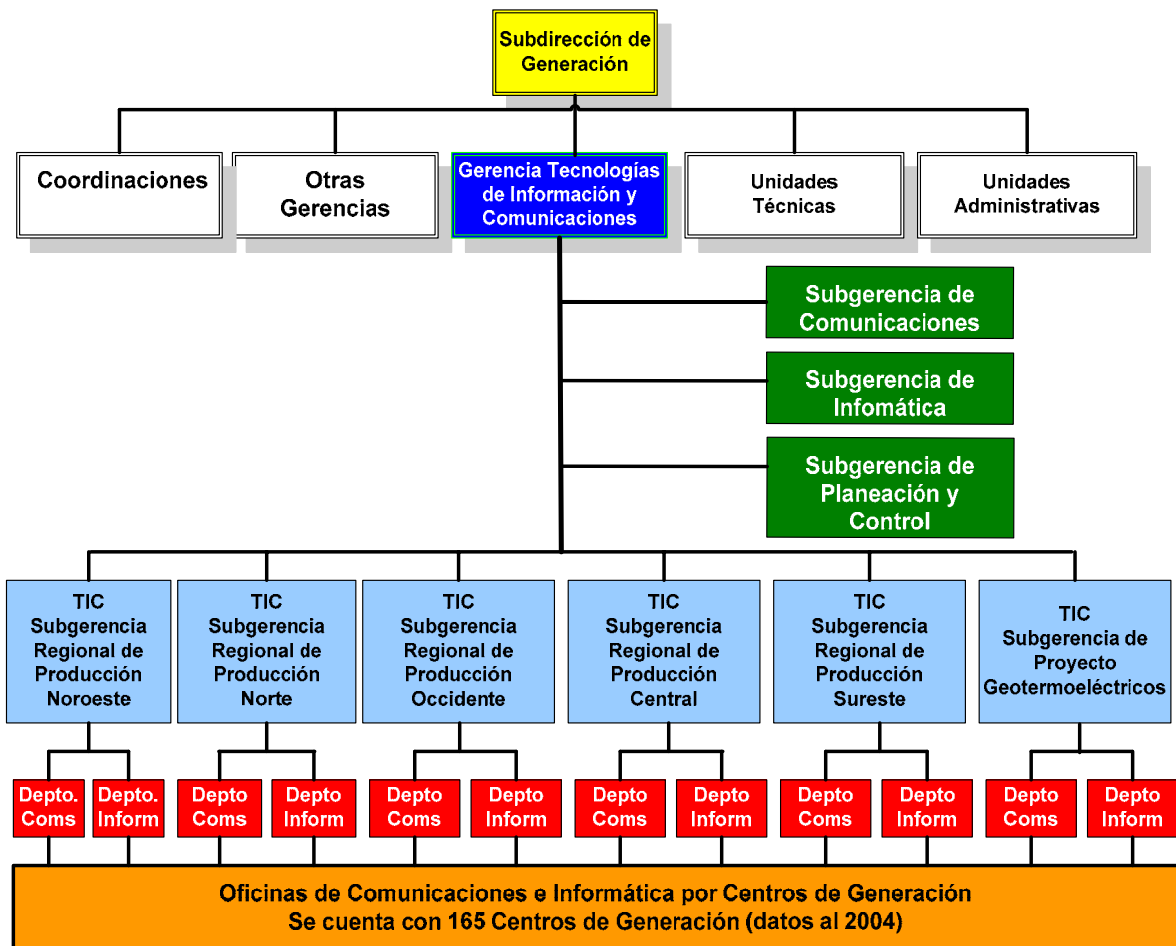 Subdirección de
Generación
Coordinaciones
Otras
Gerencias
Gerencia Tecnologías
de Información y
Comunicaciones
Unidades
Técnicas
Unidades
Administrativas
Subgerencia de
Comunicaciones
Subgerencia de
Infomática
Subgerencia de
Planeación y
Control
TIC
Subgerencia
Regional de
Producción
Noroeste
TIC
Subgerencia
Regional de
Producción
Norte
TIC
Subgerencia
Regional de
Producción
Occidente
TIC
Subgerencia
Regional de
Producción
Central
TIC
Subgerencia
Regional de
Producción
Sureste
TIC
Subgerencia de
Proyecto
Geotermoeléctricos
Depto.
Coms
Depto.
Inform
Depto
Coms
Depto
Inform
Depto
Coms
Depto
Inform
Depto
Coms
Depto
Inform
Depto
Coms
Depto
Inform
Depto
Coms
Depto
Inform
Oficinas de Comunicaciones e Informática por Centros de Generación
Se cuenta con 165 Centros de Generación (datos al 2004)